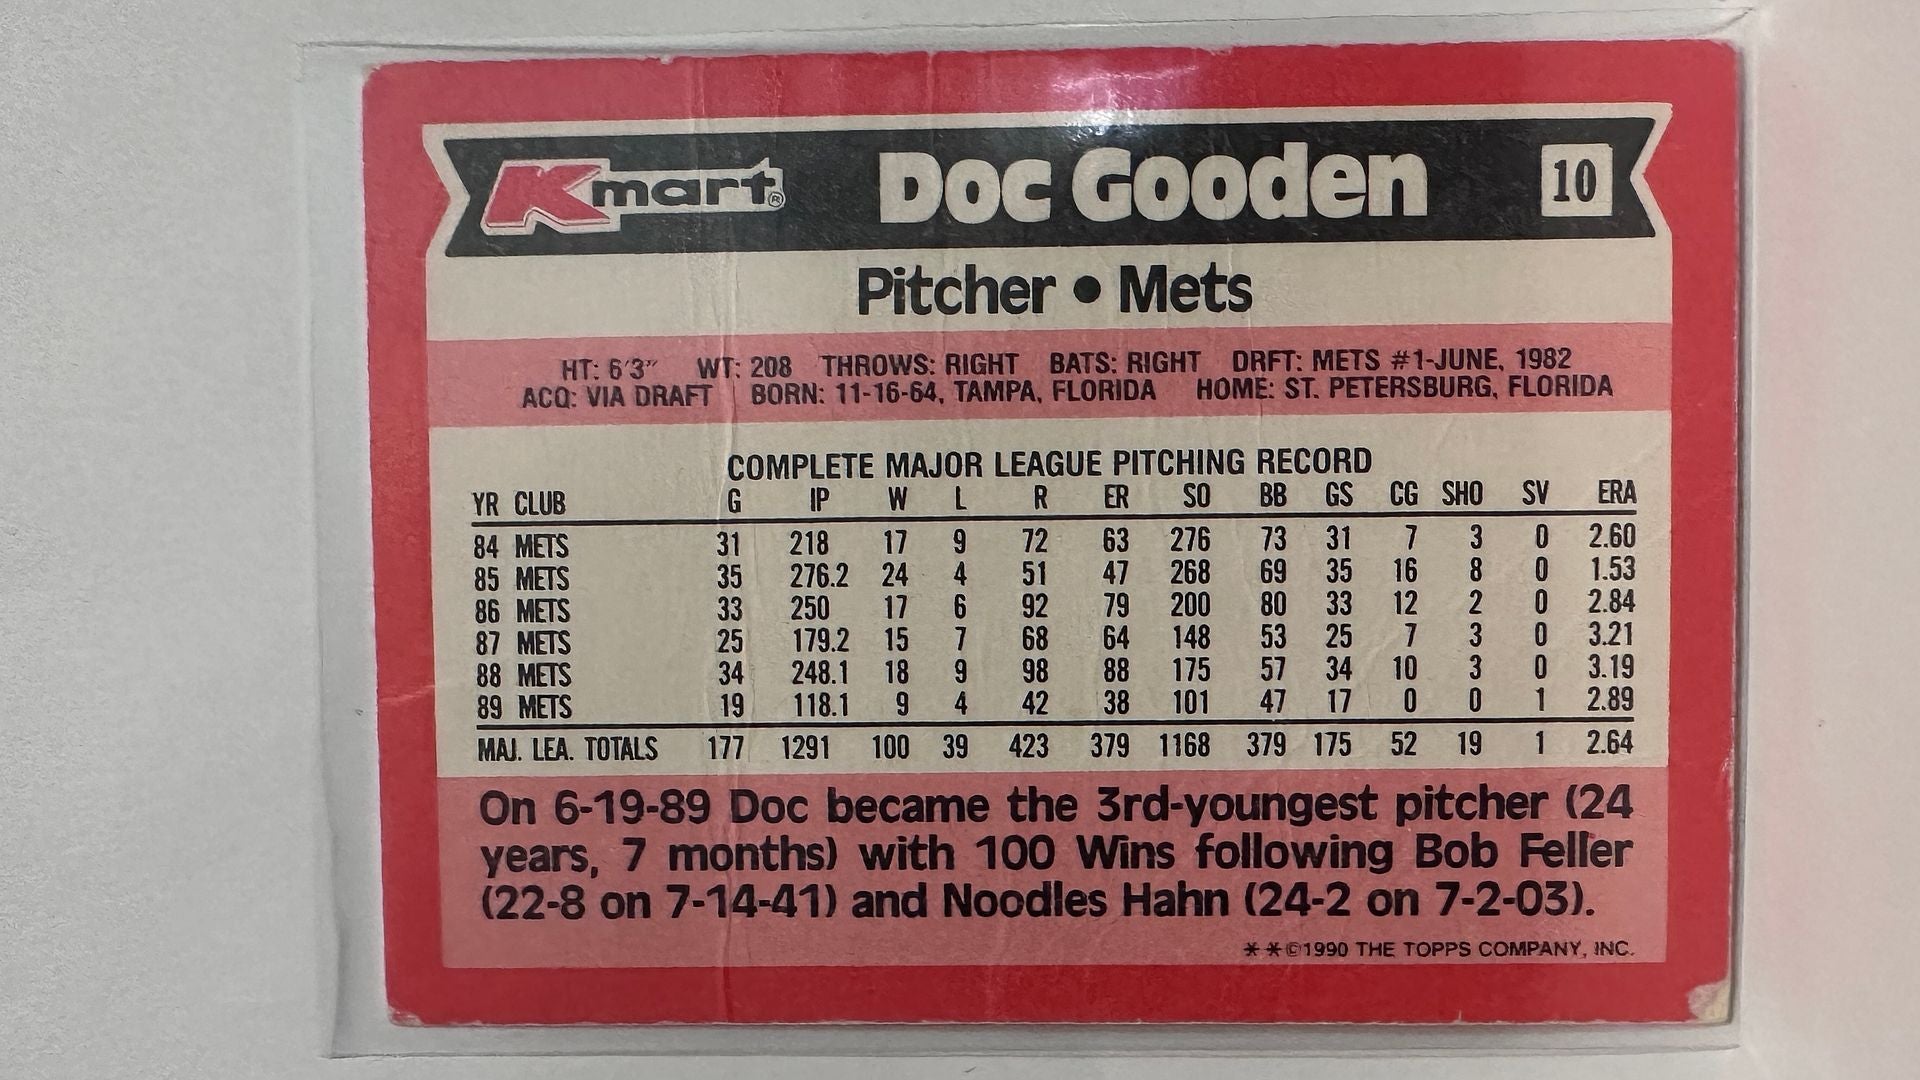 Kmart® Doc Gooden 10
Pitcher • Mets
HT: 6'3" WT: 208 THROWS: RIGHT BATS: RIGHT DRFT: METS #1-JUNE, 1982
ACQ: VIA DRAFT BORN: 11-16-64, TAMPA, FLORIDA HOME: ST. PETERSBURG, FLORIDA
COMPLETE MAJOR LEAGUE PITCHING RECORD
YR CLUB G IP W L R ER SO BB GS CG SHO SV ERA
84 METS 31 218 17 9 72 63 276 73 31 7 3 0 2.60
85 METS 35 276.2 24 4 51 47 268 69 35 16 8 0 1.53
86 METS 33 250 17 6 92 79 200 80 33 12 2 0 2.84
87 METS 25 179.2 15 7 68 64 148 53 25 7 3 0 3.21
88 METS 34 248.1 18 9 98 88 175 57 34 10 3 0 3.19
89 METS 19 118.1 9 4 42 38 101 47 17 0 0 1 2.89
MAJ. LEA. TOTALS 177 1291 100 39 423 379 1168 379 175 52 19 1 2.64
On 6-19-89 Doc became the 3rd-youngest pitcher (24
years, 7 months) with 100 Wins following Bob Feller
(22-8 on 7-14-41) and Noodles Hahn (24-2 on 7-2-03).
**©1990 THE TOPPS COMPANY, INC.